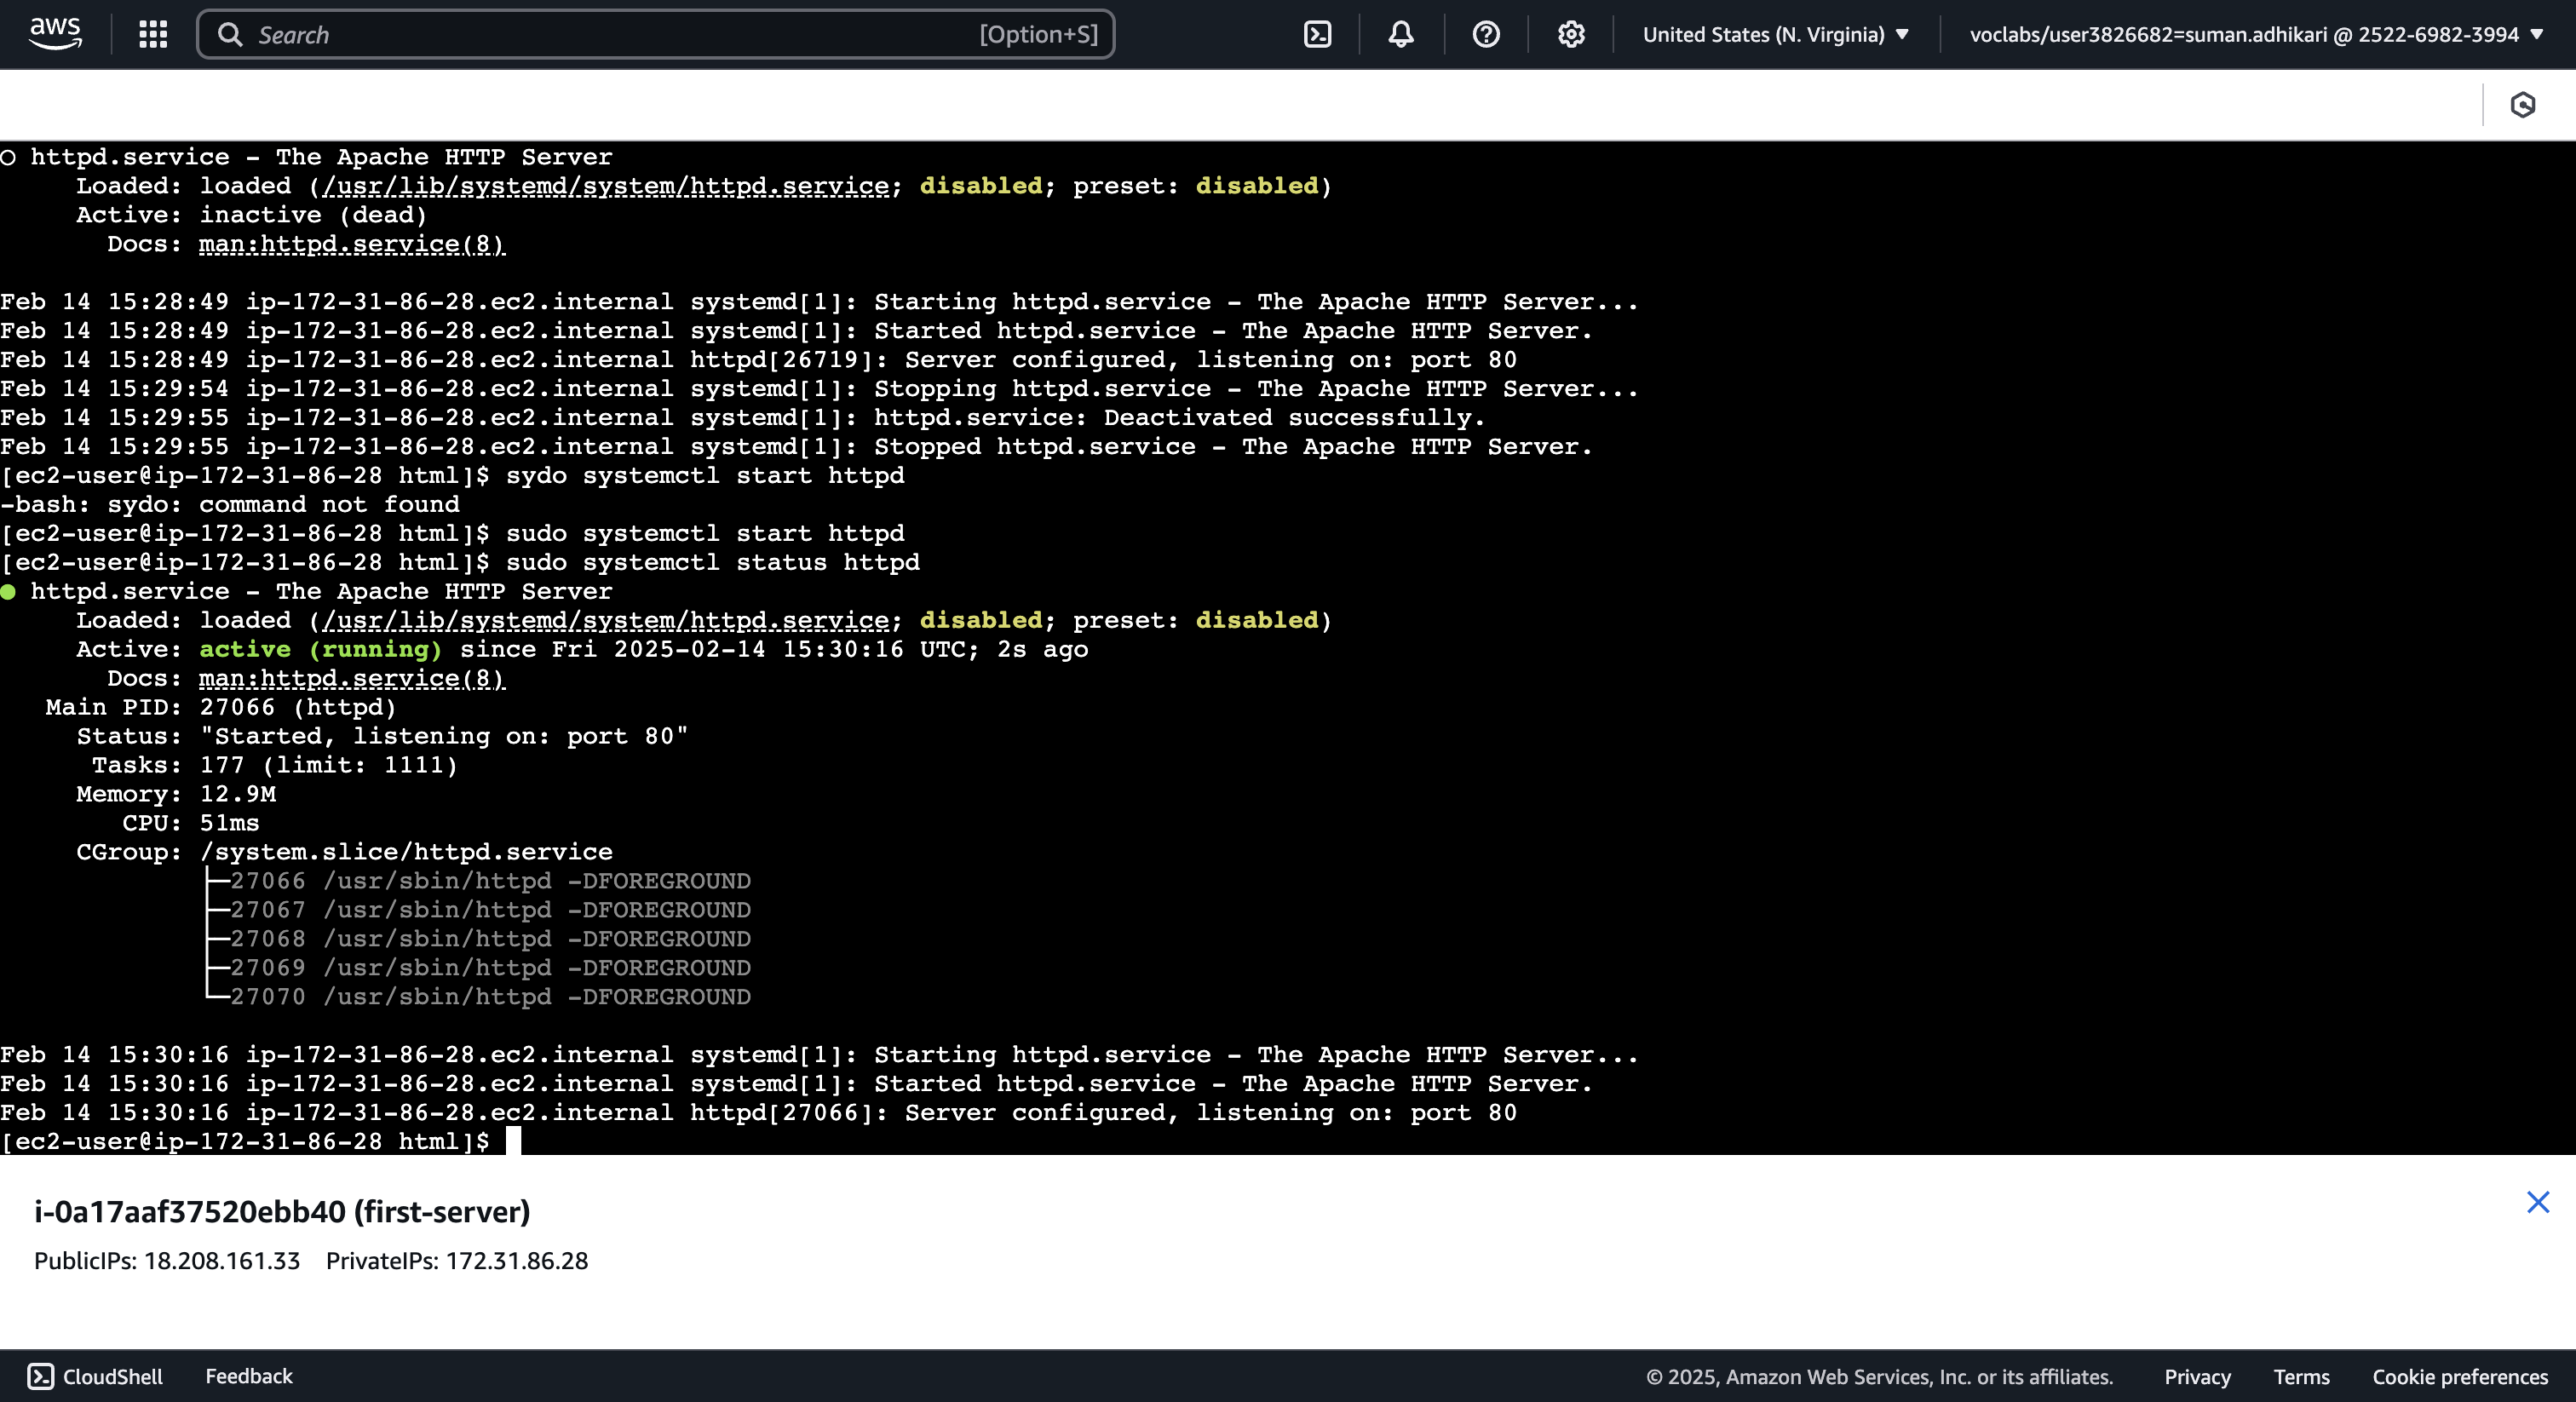 aws
Search [Option+S] United States (N. Virginia) voclabs/user3826682=suman.adhikari @ 2522-6982-3994
httpd.service - The Apache HTTP Server
Loaded: loaded (/usr/lib/systemd/system/httpd.service; disabled; preset: disabled)
Active: inactive (dead)
Docs: man:httpd.service(8)
Feb 14 15:28:49 ip-172-31-86-28.ec2.internal systemd[1]: Starting httpd.service - The Apache HTTP Server...
Feb 14 15:28:49 ip-172-31-86-28.ec2.internal systemd[1]: Started httpd.service - The Apache HTTP Server.
Feb 14 15:28:49 ip-172-31-86-28.ec2.internal httpd[26719]: Server configured, listening on: port 80
Feb 14 15:29:54 ip-172-31-86-28.ec2.internal systemd[1]: Stopping httpd.service - The Apache HTTP Server...
Feb 14 15:29:55 ip-172-31-86-28.ec2.internal systemd[1]: httpd.service: Deactivated successfully.
Feb 14 15:29:55 ip-172-31-86-28.ec2.internal systemd[1]: Stopped httpd.service - The Apache HTTP Server.
[ec2-user@ip-172-31-86-28 html]$ sydo systemctl start httpd
-bash: sydo: command not found
[ec2-user@ip-172-31-86-28 html]$ sudo systemctl start httpd
[ec2-user@ip-172-31-86-28 html]$ sudo systemctl status httpd
httpd.service - The Apache HTTP Server
Loaded: loaded (/usr/lib/systemd/system/httpd.service; disabled; preset: disabled)
Active: active (running) since Fri 2025-02-14 15:30:16 UTC; 2s ago
Docs: man:httpd.service(8)
Main PID: 27066 (httpd)
Status: "Started, listening on: port 80"
Tasks: 177 (limit: 1111)
Memory: 12.9M
CPU: 51ms
CGroup: /system.slice/httpd.service
├─27066 /usr/sbin/httpd -DFOREGROUND
├─27067 /usr/sbin/httpd -DFOREGROUND
├─27068 /usr/sbin/httpd -DFOREGROUND
├─27069 /usr/sbin/httpd -DFOREGROUND
└─27070 /usr/sbin/httpd -DFOREGROUND
Feb 14 15:30:16 ip-172-31-86-28.ec2.internal systemd[1]: Starting httpd.service - The Apache HTTP Server...
Feb 14 15:30:16 ip-172-31-86-28.ec2.internal systemd[1]: Started httpd.service - The Apache HTTP Server.
Feb 14 15:30:16 ip-172-31-86-28.ec2.internal httpd[27066]: Server configured, listening on: port 80
[ec2-user@ip-172-31-86-28 html]$
i-0a17aaf37520ebb40 (first-server)
PublicIPs: 18.208.161.33 PrivateIPs: 172.31.86.28
CloudShell Feedback © 2025, Amazon Web Services, Inc. or its affiliates. Privacy Terms Cookie preferences